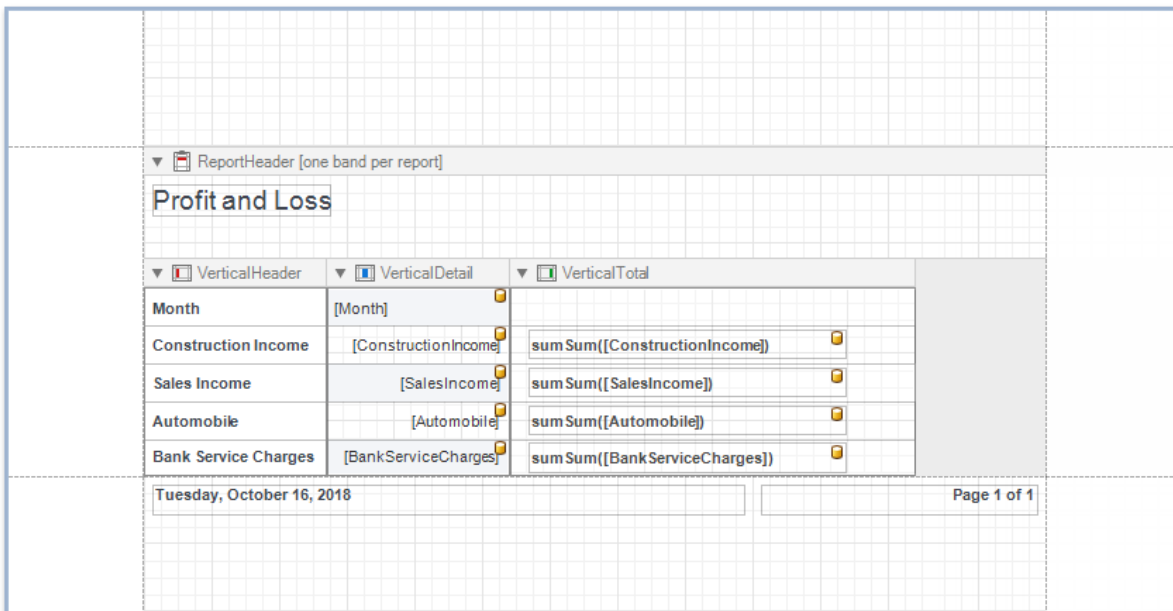 ReportHeader [one band per report]
Profit and Loss
VerticalHeader VerticalDetail VerticalTotal
Month [Month]
Construction Income [ConstructionIncome] sumSum([ConstructionIncome])
Sales Income [SalesIncome] sumSum([SalesIncome])
Automobile [Automobile] sumSum([Automobile])
Bank Service Charges [BankServiceCharges] sumSum([BankServiceCharges])
Tuesday, October 16, 2018 Page 1 of 1